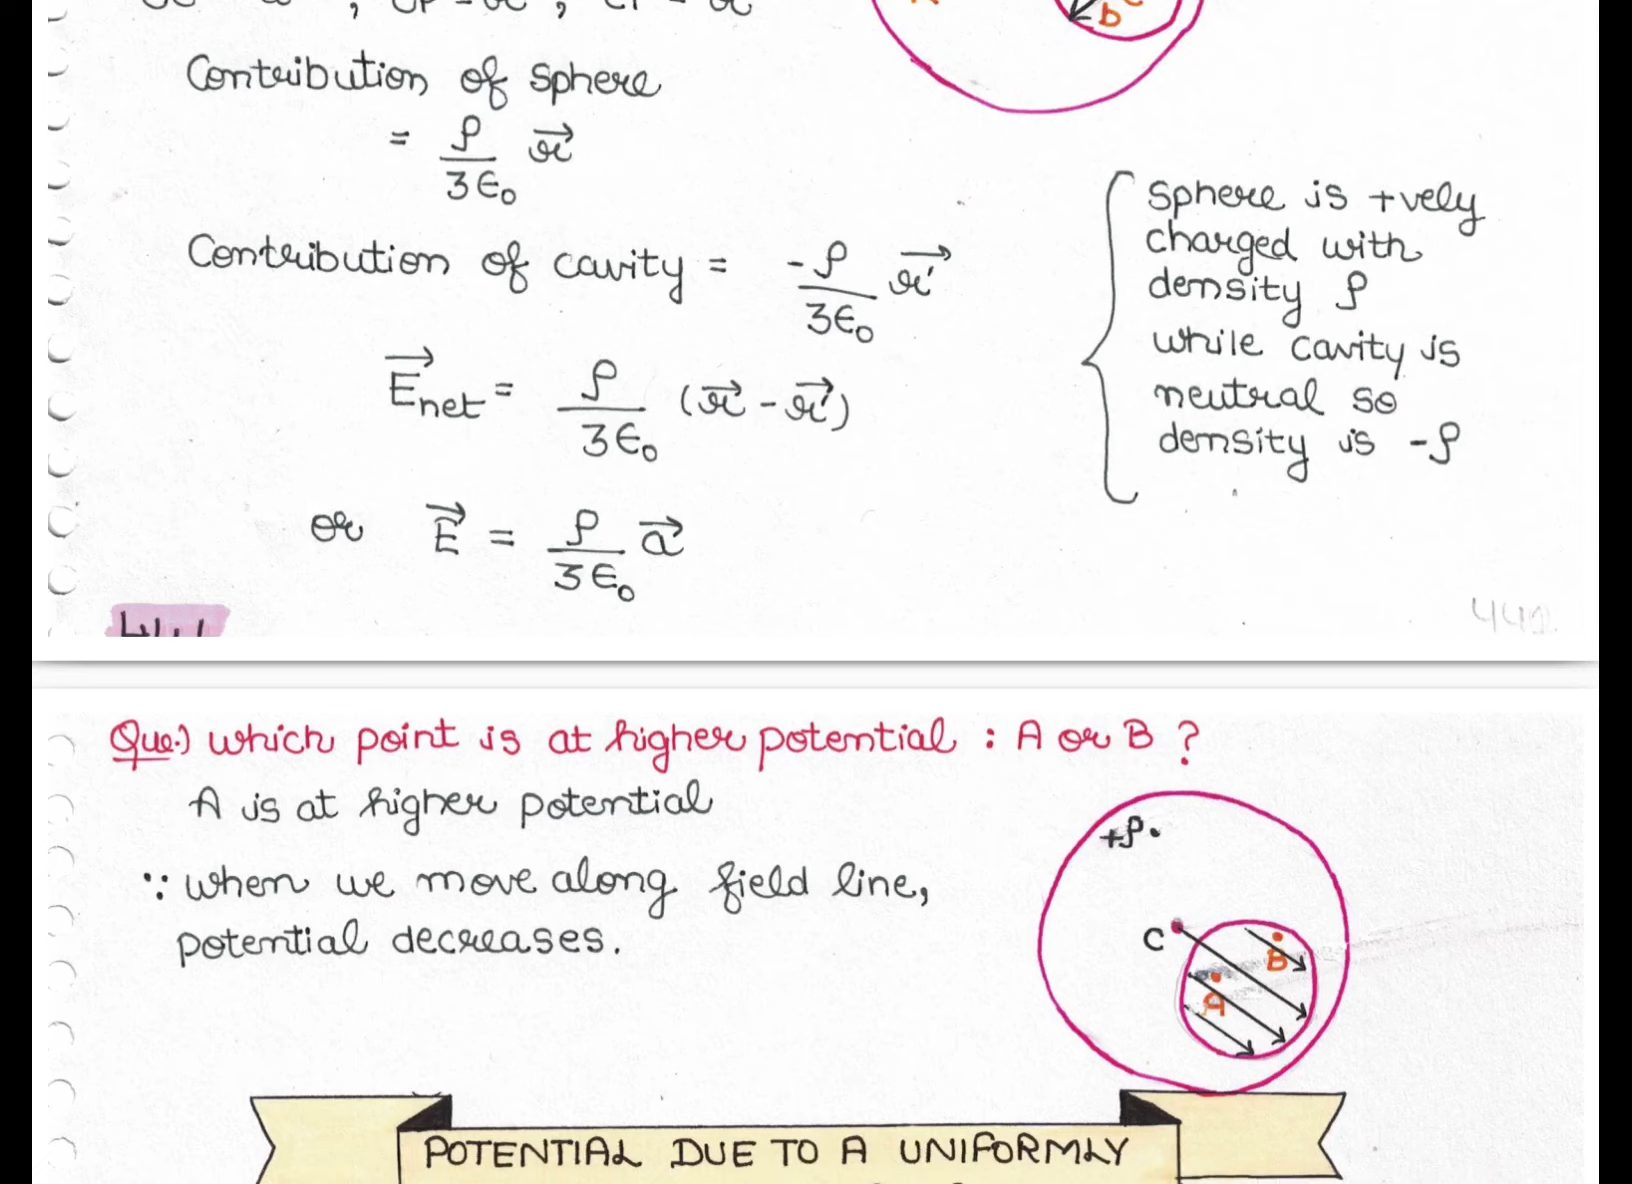 b
Contribution of sphere
= ρ/3ϵ₀ r⃗
Contribution of cavity = -ρ/3ϵ₀ r⃗'
E⃗net = ρ/3ϵ₀ (r⃗ - r⃗')
or E⃗ = ρ/3ϵ₀ a⃗
sphere is +vely
charged with
density ρ
while cavity is
neutral so
density is -ρ
Que.) which point is at higher potential : A or B ?
A is at higher potential
∵ when we move along field line,
potential decreases.
+ρ.
C
B
A
POTENTIAL DUE TO A UNIFORMLY